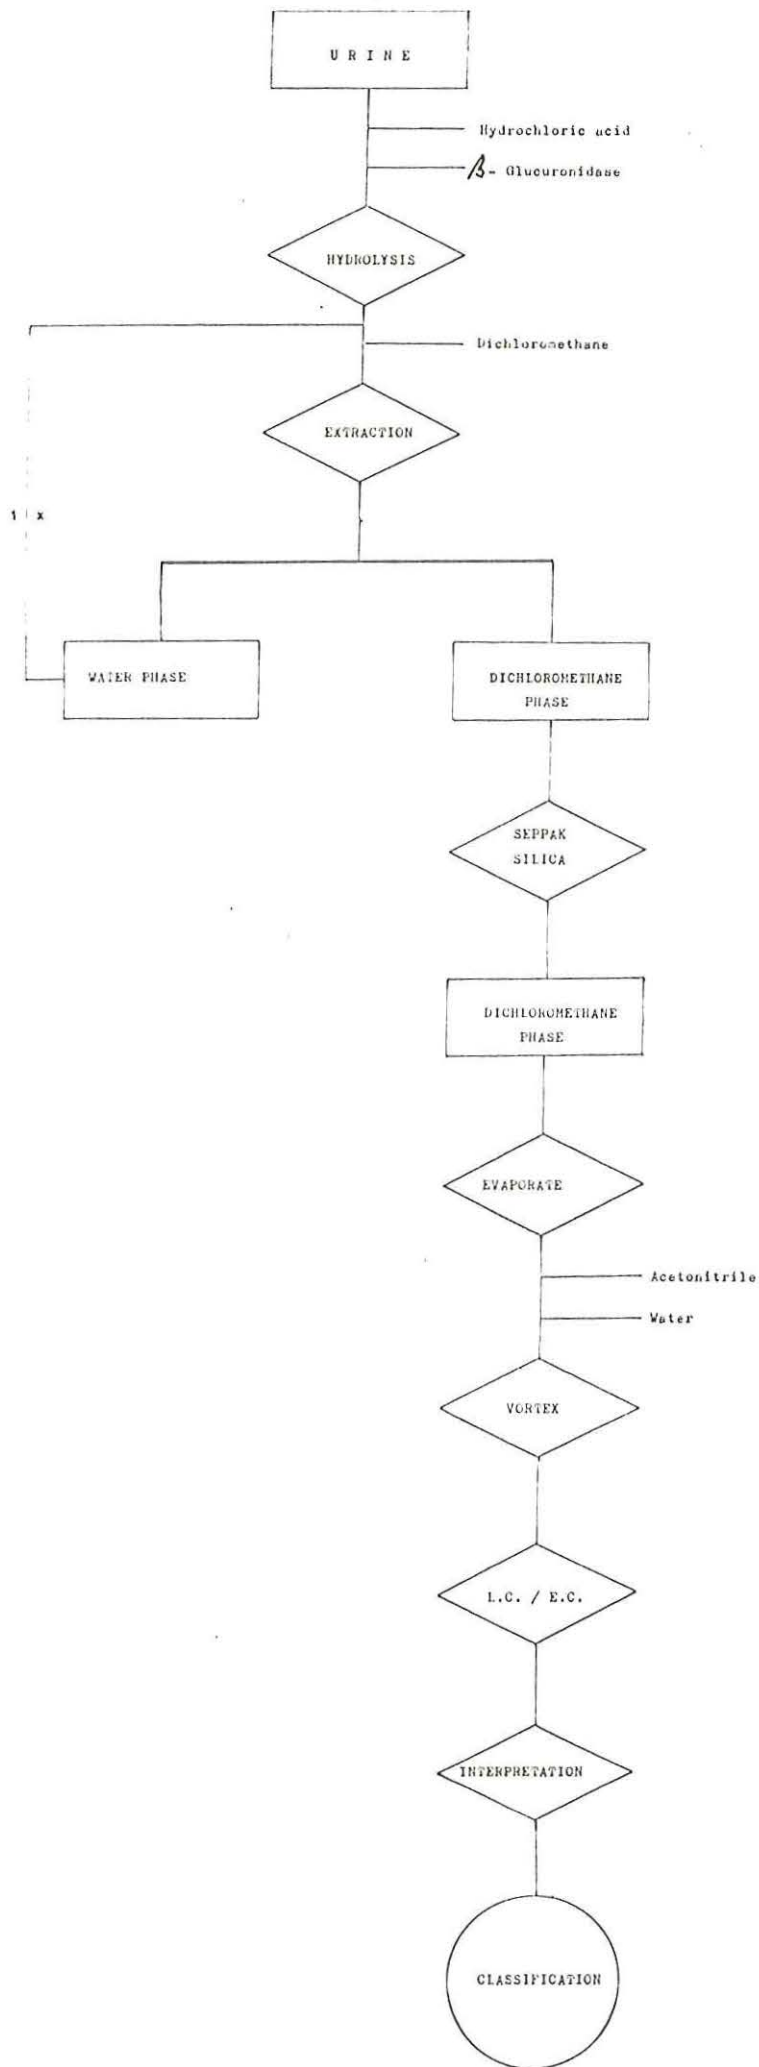 U R I N E
Hydrochloric acid
β- Glucuronidase
HYDROLYSIS
Dichloromethane
EXTRACTION
1 x
WATER PHASE
DICHLOROMETHANE
PHASE
SEPPAK
SILICA
DICHLOROMETHANE
PHASE
EVAPORATE
Acetonitrile
Water
VORTEX
L.C. / E.C.
INTERPRETATION
CLASSIFICATION